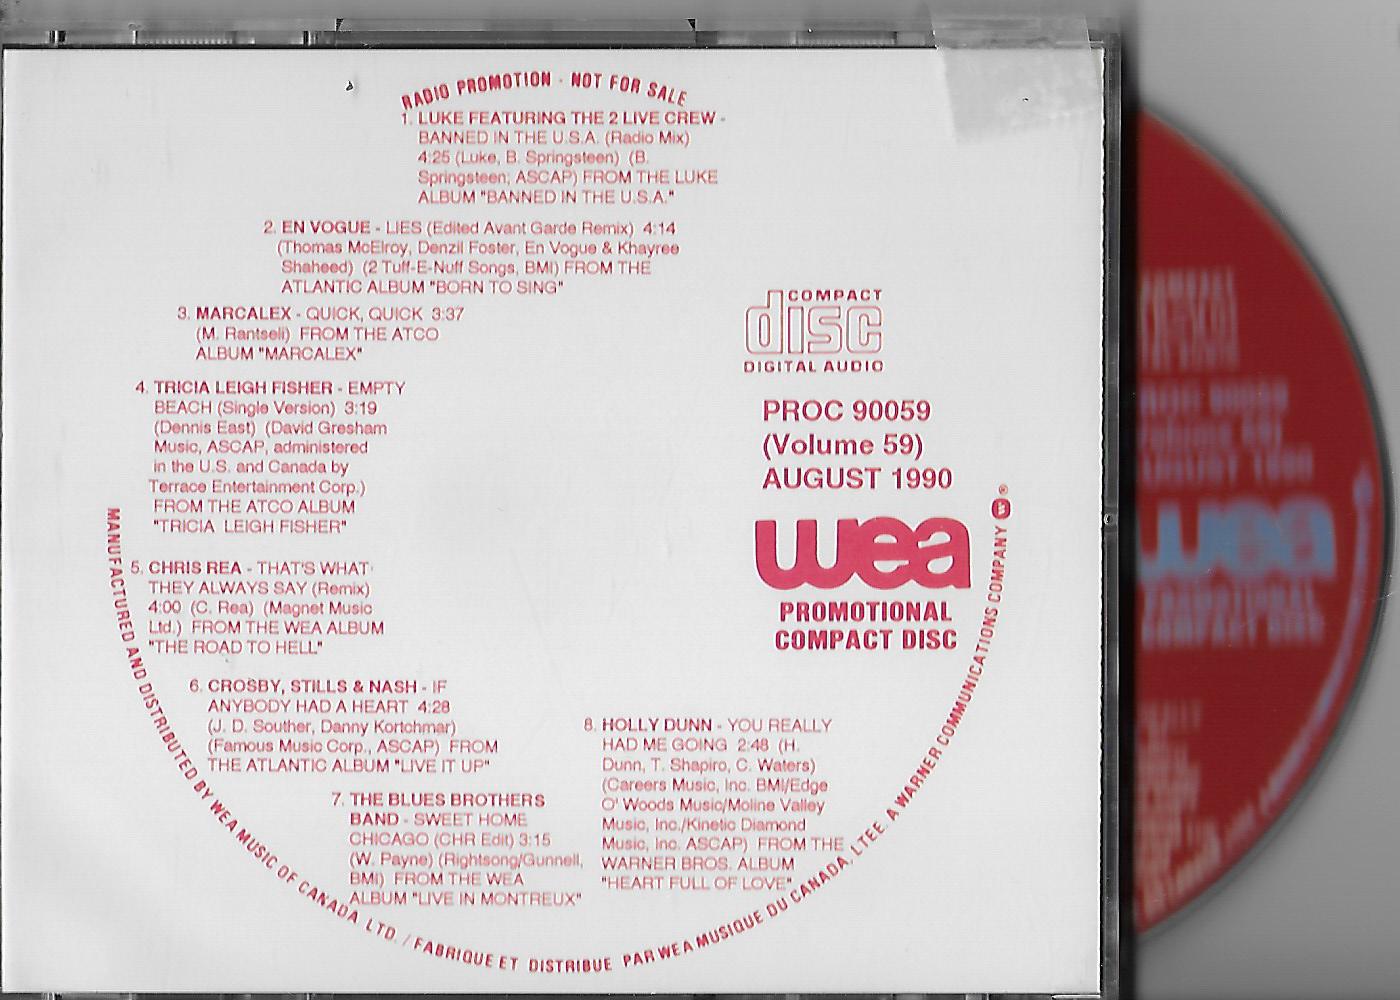 RADIO PROMOTION - NOT FOR SALE
1. LUKE FEATURING THE 2 LIVE CREW -
BANNED IN THE U.S.A. (Radio Mix)
4:25 (Luke, B. Springsteen) (B.
Springsteen; ASCAP) FROM THE LUKE
ALBUM "BANNED IN THE U.S.A."
2. EN VOGUE - LIES (Edited Avant Garde Remix) 4:14
(Thomas McElroy, Denzil Foster, En Vogue & Khayree
Shaheed) (2 Tuff-E-Nuff Songs, BMI) FROM THE
ATLANTIC ALBUM "BORN TO SING"
3. MARCALEX - QUICK, QUICK 3:37
(M. Rantseli) FROM THE ATCO
ALBUM "MARCALEX"
4. TRICIA LEIGH FISHER - EMPTY
BEACH (Single Version) 3:19
(Dennis East) (David Gresham
Music, ASCAP, administered
in the U.S. and Canada by
Terrace Entertainment Corp.)
FROM THE ATCO ALBUM
"TRICIA LEIGH FISHER"
5. CHRIS REA - THAT'S WHAT
THEY ALWAYS SAY (Remix)
4:00 (C. Rea) (Magnet Music
Ltd.) FROM THE WEA ALBUM
"THE ROAD TO HELL"
6. CROSBY, STILLS & NASH - IF
ANYBODY HAD A HEART 4:28
(J. D. Souther, Danny Kortchmar)
(Famous Music Corp., ASCAP) FROM
THE ATLANTIC ALBUM "LIVE IT UP"
7. THE BLUES BROTHERS
BAND - SWEET HOME
CHICAGO (CHR Edit) 3:15
(W. Payne) (Rightsong/Gunnell,
BMI) FROM THE WEA
ALBUM "LIVE IN MONTREUX"
8. HOLLY DUNN - YOU REALLY
HAD ME GOING 2:48 (H.
Dunn, T. Shapiro, C. Waters)
(Careers Music, Inc. BMI/Edge
O' Woods Music/Moline Valley
Music, Inc./Kinetic Diamond
Music, Inc. ASCAP) FROM THE
WARNER BROS. ALBUM
"HEART FULL OF LOVE"
COMPACT
disc
DIGITAL AUDIO
PROC 90059
(Volume 59)
AUGUST 1990
wea
PROMOTIONAL
COMPACT DISC
MANUFACTURED AND DISTRIBUTED BY WEA MUSIC OF CANADA, LTD. / FABRIQUE ET DISTRIBUE PAR WEA MUSIQUE DU CANADA, LTEE. A WARNER COMMUNICATIONS COMPANY W®
wea